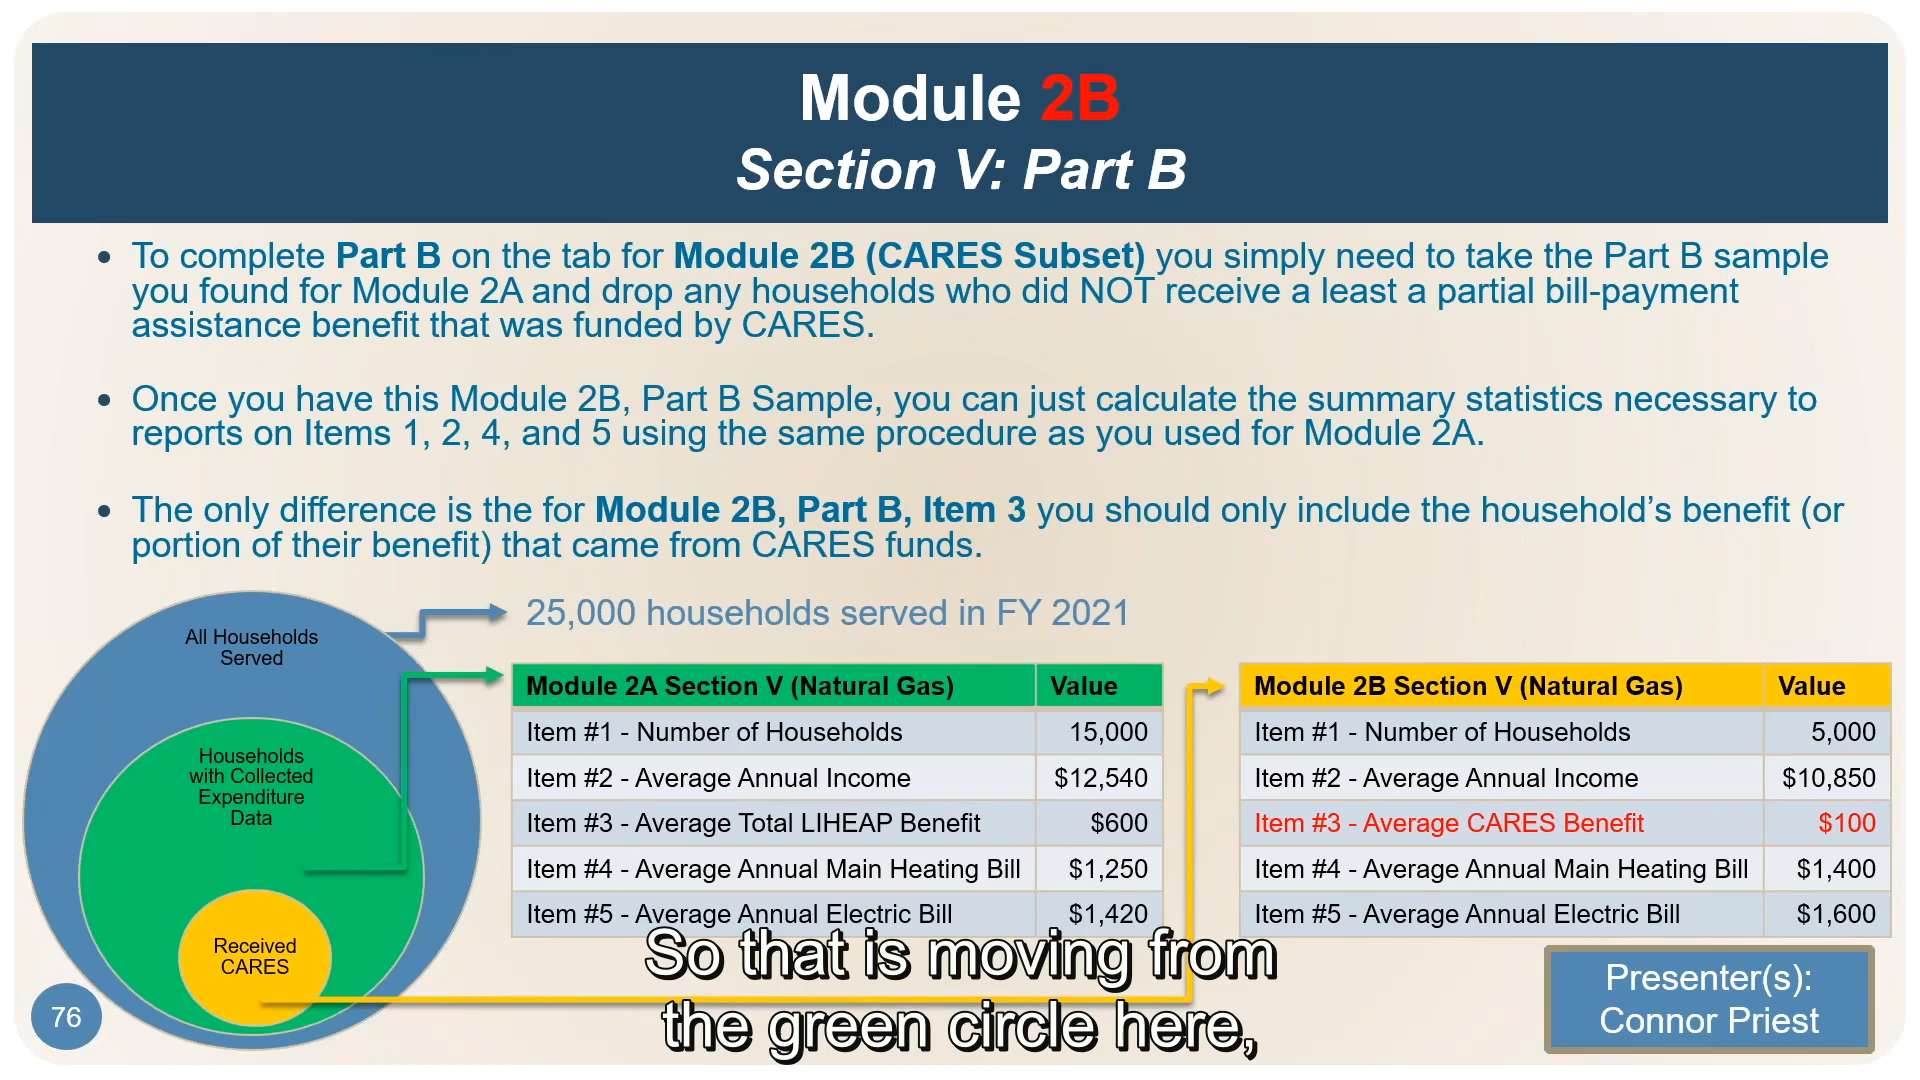 Module 2B
Section V: Part B
• To complete Part B on the tab for Module 2B (CARES Subset) you simply need to take the Part B sample
you found for Module 2A and drop any households who did NOT receive a least a partial bill-payment
assistance benefit that was funded by CARES.
• Once you have this Module 2B, Part B Sample, you can just calculate the summary statistics necessary to
reports on Items 1, 2, 4, and 5 using the same procedure as you used for Module 2A.
• The only difference is the for Module 2B, Part B, Item 3 you should only include the household's benefit (or
portion of their benefit) that came from CARES funds.
All Households
Served
Households
with Collected
Expenditure
Data
Received
CARES
25,000 households served in FY 2021
Module 2A Section V (Natural Gas) Value
Item #1 - Number of Households 15,000
Item #2 - Average Annual Income $12,540
Item #3 - Average Total LIHEAP Benefit $600
Item #4 - Average Annual Main Heating Bill $1,250
Item #5 - Average Annual Electric Bill $1,420
Module 2B Section V (Natural Gas) Value
Item #1 - Number of Households 5,000
Item #2 - Average Annual Income $10,850
Item #3 - Average CARES Benefit $100
Item #4 - Average Annual Main Heating Bill $1,400
Item #5 - Average Annual Electric Bill $1,600
So that is moving from
the green circle here,
76
Presenter(s):
Connor Priest